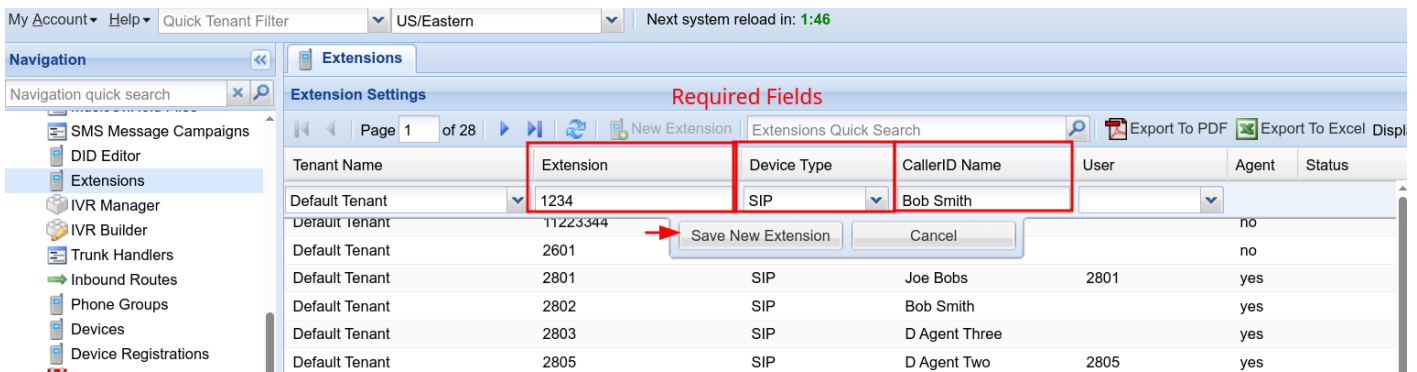 My Account Help Quick Tenant Filter US/Eastern Next system reload in: 1:46
Navigation Extensions
Navigation quick search Extension Settings Required Fields
SMS Message Campaigns Page 1 of 28 New Extension Extensions Quick Search Export To PDF Export To Excel Displ
DID Editor Tenant Name Extension Device Type CallerID Name User Agent Status
Extensions
IVR Manager Default Tenant 1234 SIP Bob Smith
Default Tenant 11223344 no
IVR Builder Save New Extension Cancel
Trunk Handlers Default Tenant 2601 no
Inbound Routes Default Tenant 2801 SIP Joe Bobs 2801 yes
Phone Groups Default Tenant 2802 SIP Bob Smith yes
Devices Default Tenant 2803 SIP D Agent Three yes
Device Registrations Default Tenant 2805 SIP D Agent Two 2805 yes